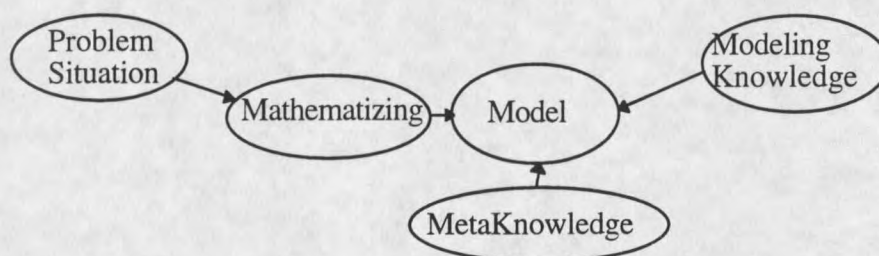 Problem
Situation
Modeling
Knowledge
Mathematizing
Model
MetaKnowledge